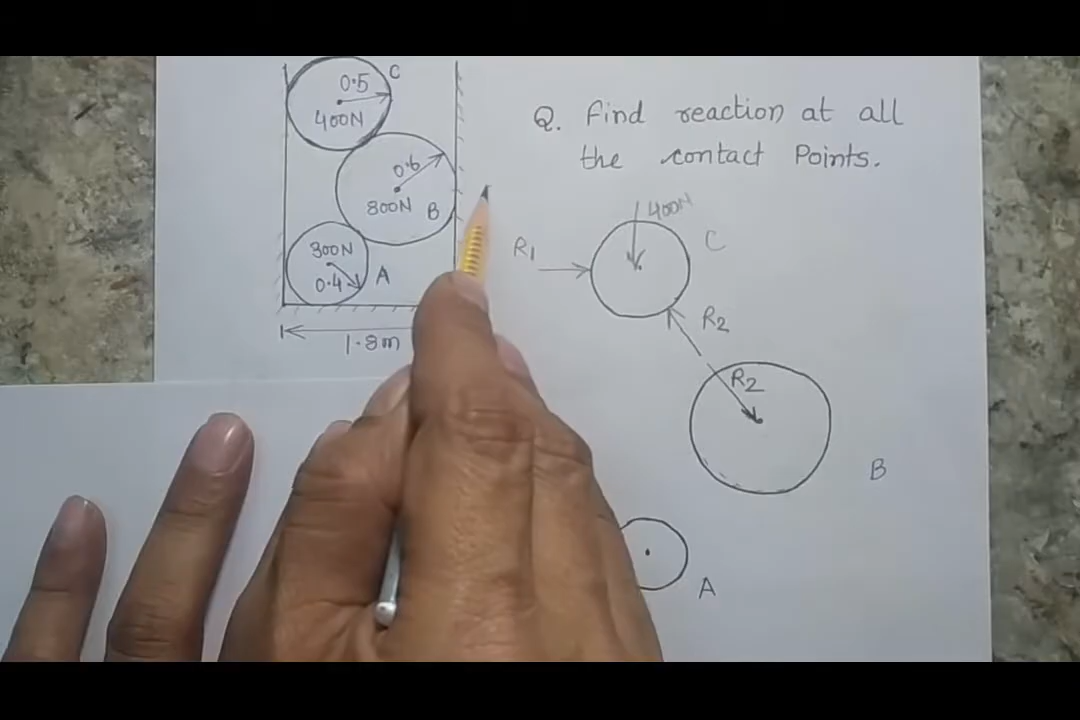 0.5
C
400N
0.6
800N
B
300N
0.4
A
1.8m
Q. Find reaction at all
the contact Points.
400N
C
R1
R2
R2
B
A